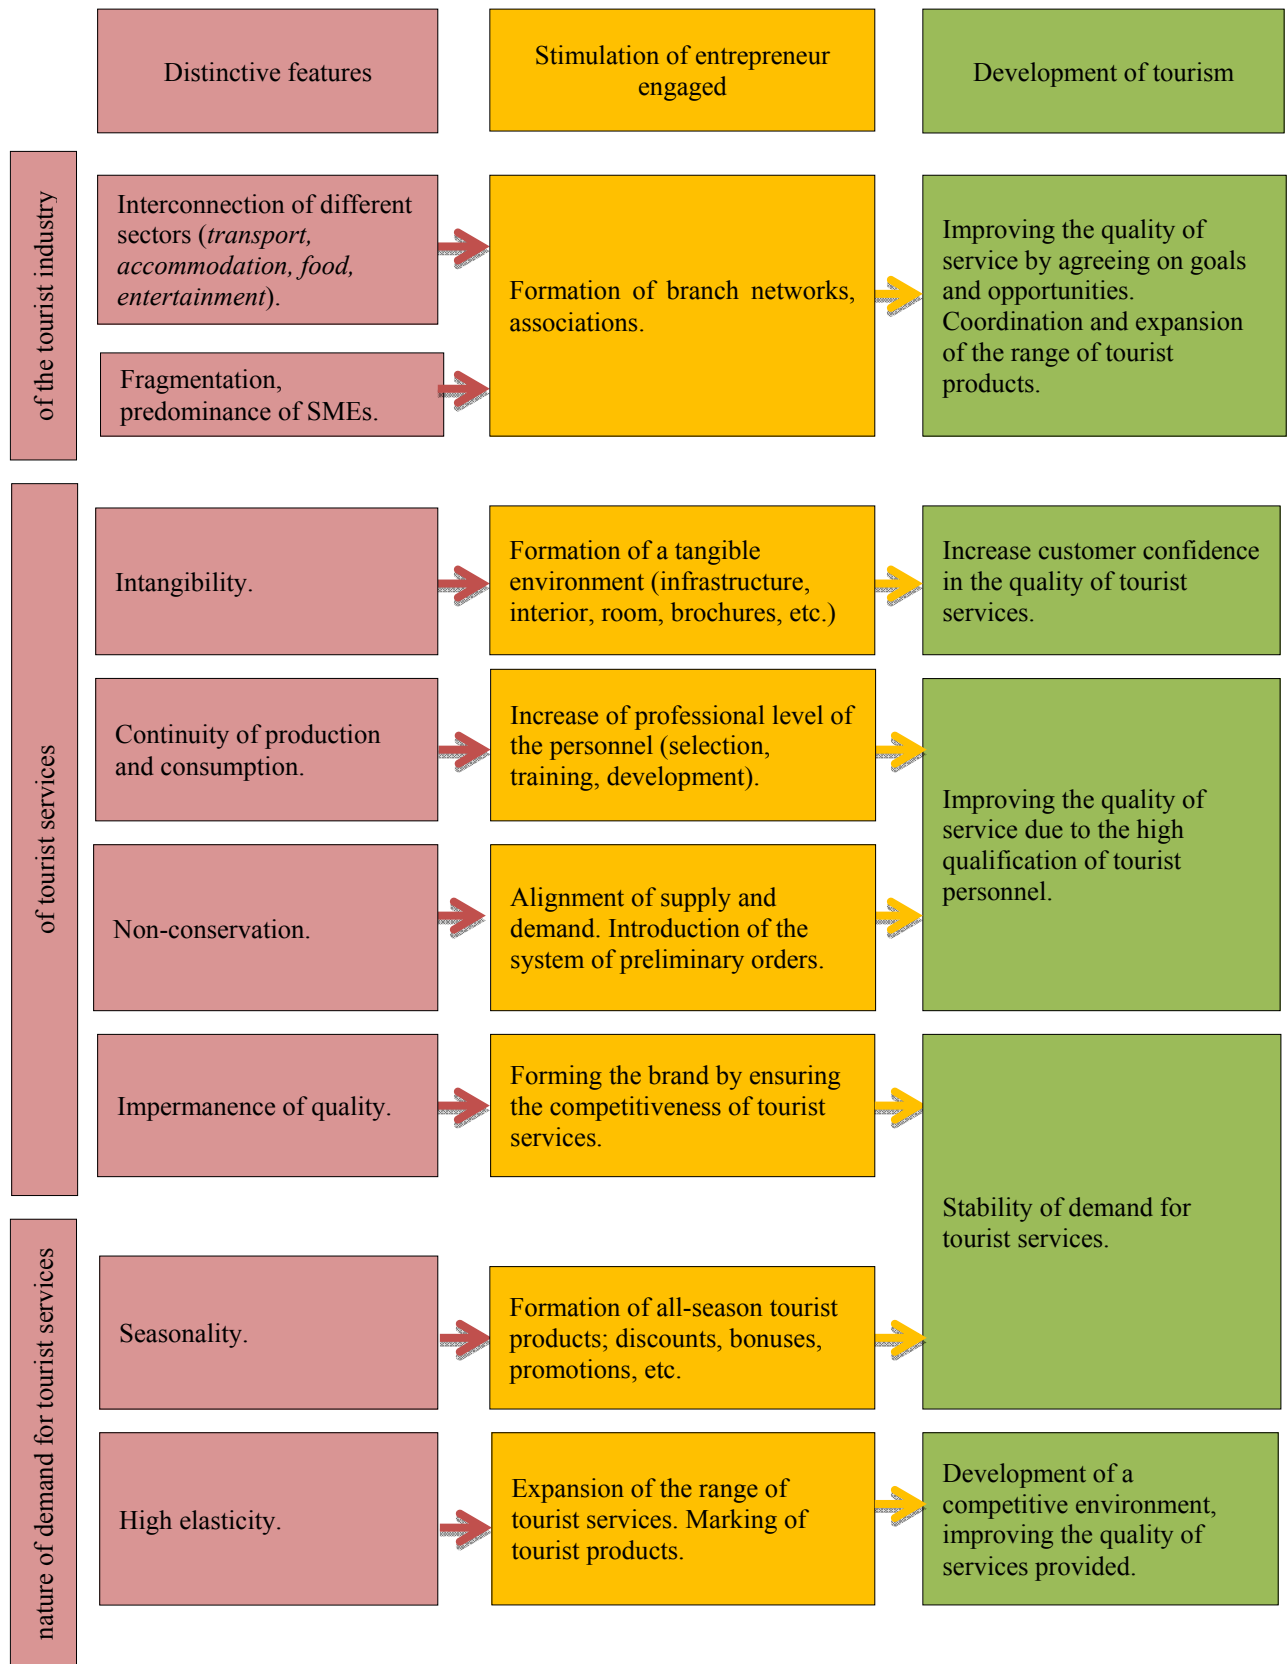 Distinctive features
Stimulation of entrepreneur
engaged
Development of tourism
of the tourist industry
Interconnection of different
sectors (transport,
accommodation, food,
entertainment).
Fragmentation,
predominance of SMEs.
Formation of branch networks,
associations.
Improving the quality of
service by agreeing on goals
and opportunities.
Coordination and expansion
of the range of tourist
products.
of tourist services
Intangibility.
Formation of a tangible
environment (infrastructure,
interior, room, brochures, etc.)
Increase customer confidence
in the quality of tourist
services.
Continuity of production
and consumption.
Increase of professional level of
the personnel (selection,
training, development).
Improving the quality of
service due to the high
qualification of tourist
personnel.
Non-conservation.
Alignment of supply and
demand. Introduction of the
system of preliminary orders.
Impermanence of quality.
Forming the brand by ensuring
the competitiveness of tourist
services.
Stability of demand for
tourist services.
nature of demand for tourist services
Seasonality.
Formation of all-season tourist
products; discounts, bonuses,
promotions, etc.
High elasticity.
Expansion of the range of
tourist services. Marking of
tourist products.
Development of a
competitive environment,
improving the quality of
services provided.